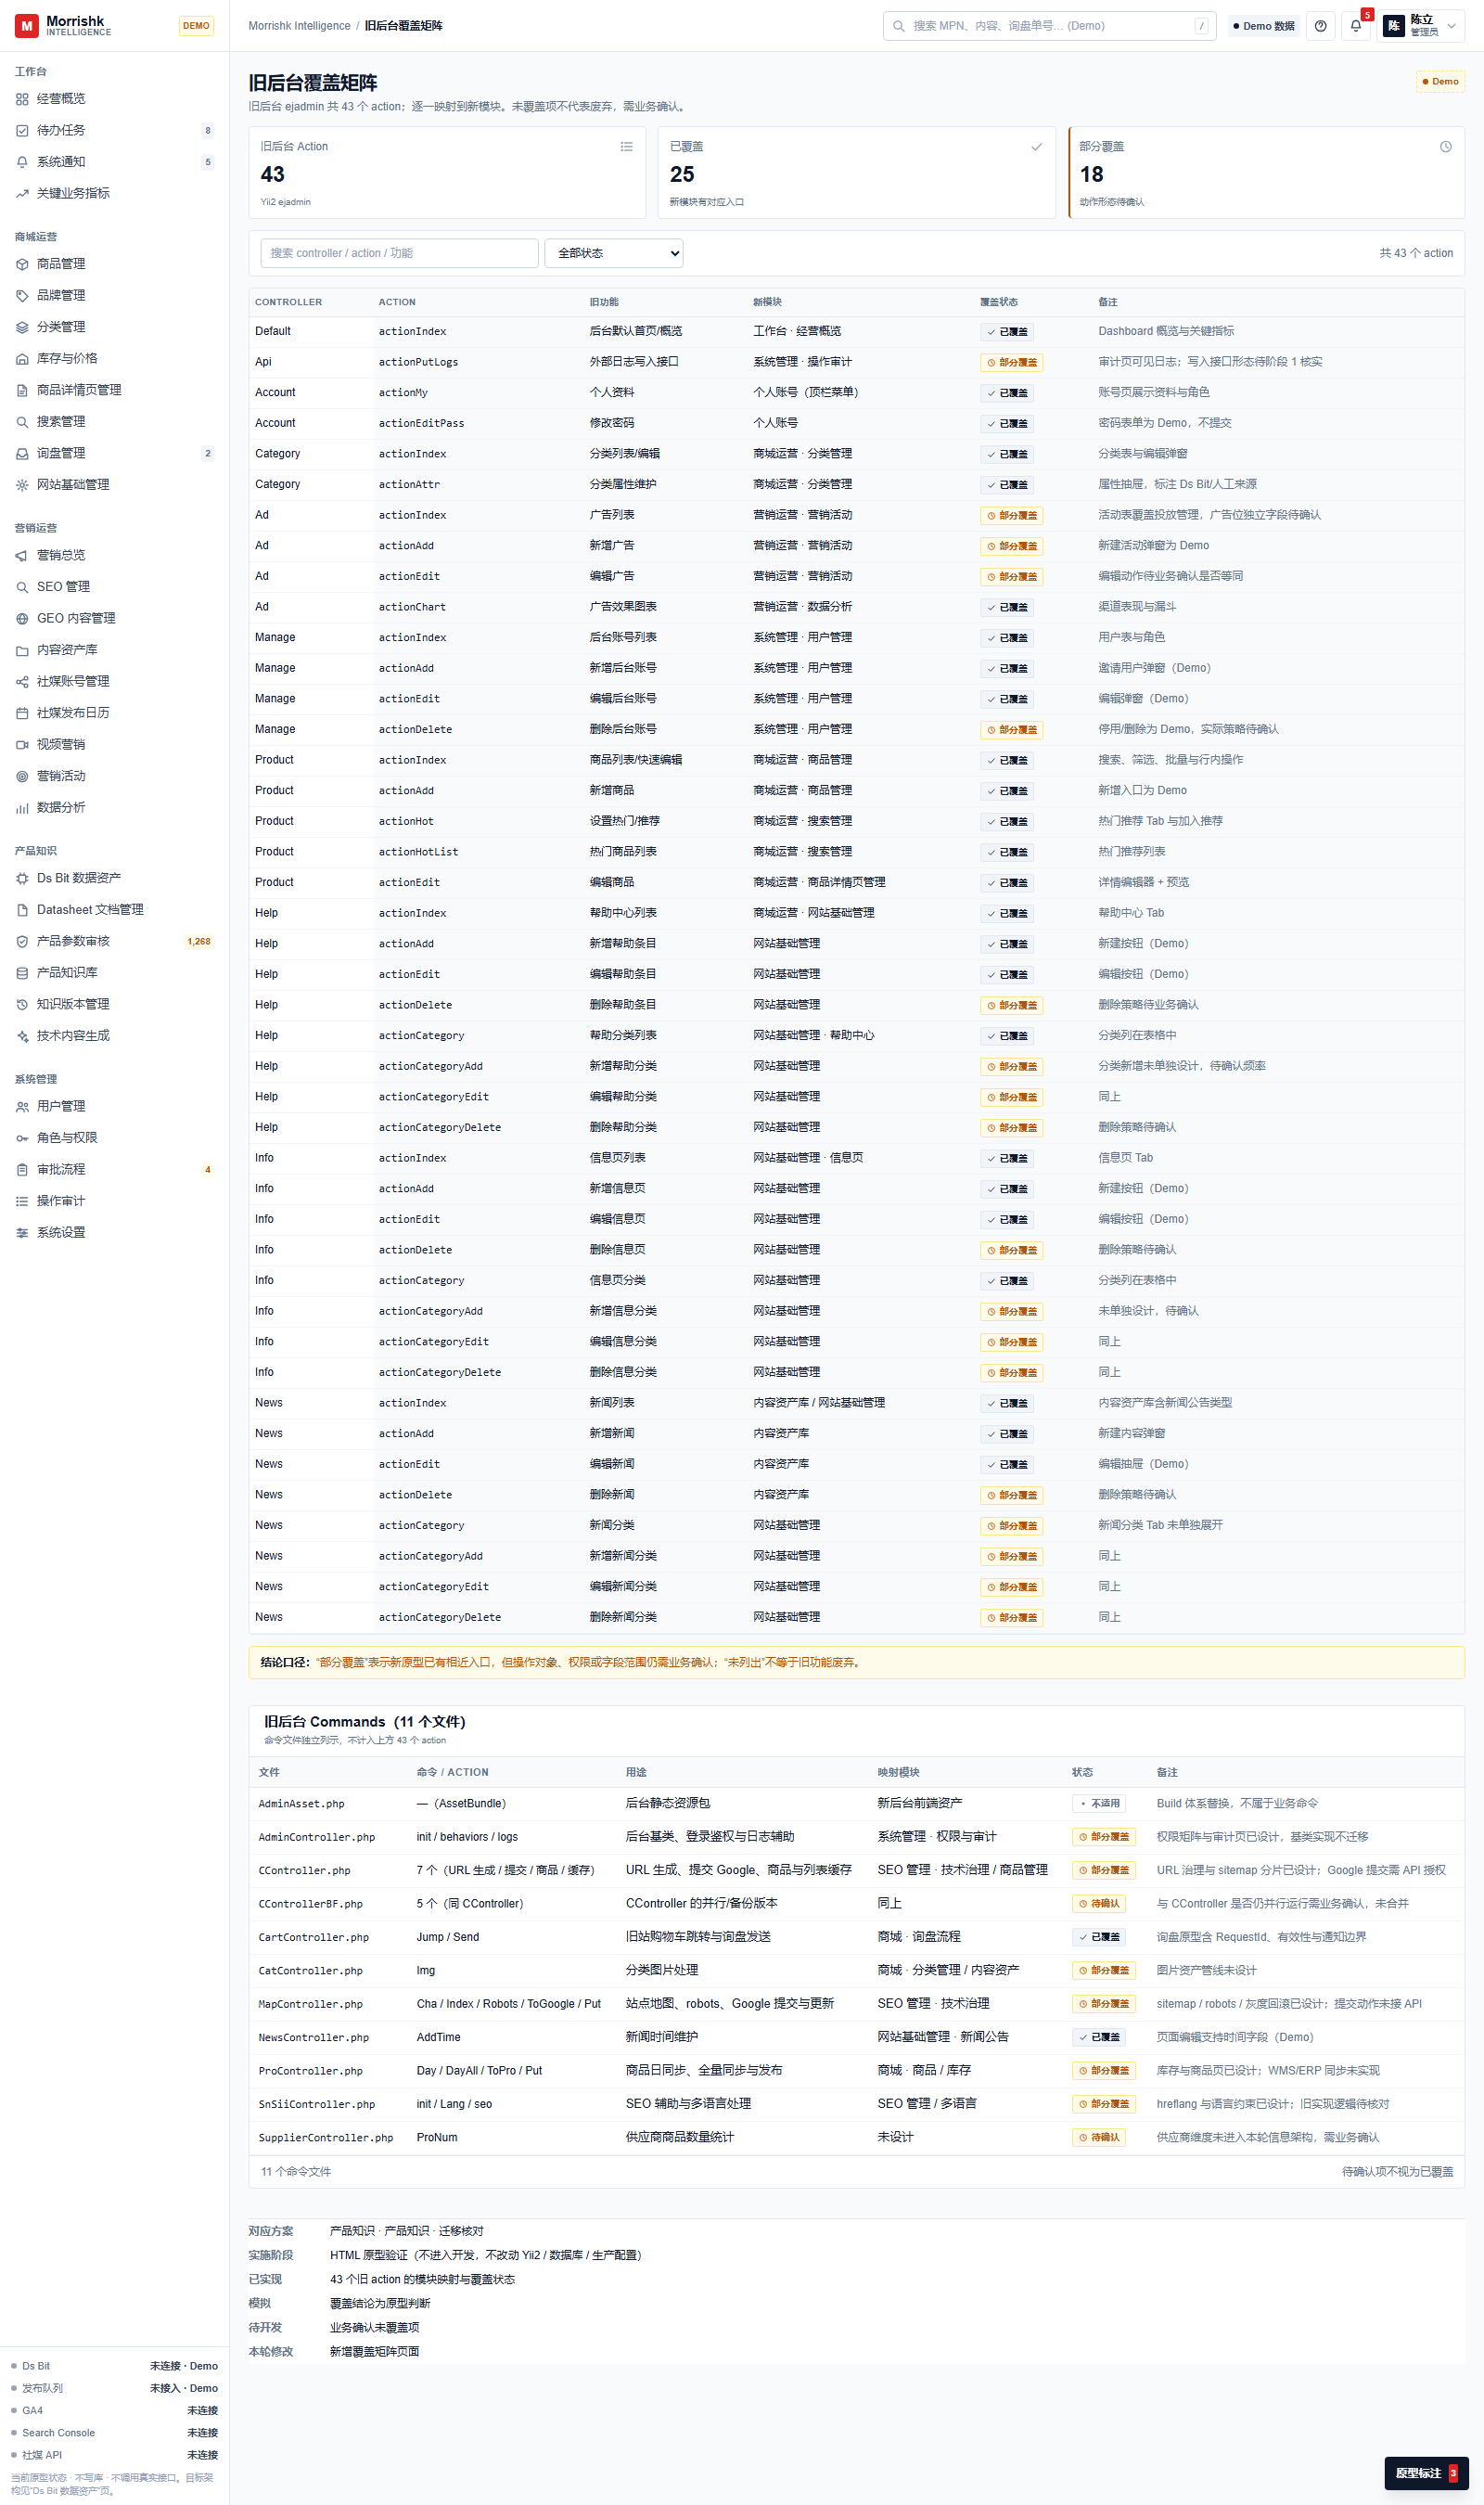 M Morrishk INTELLIGENCE DEMO
工作台
经营概览
待办任务 8
系统通知 5
关键业务指标
商城运营
商品管理
品牌管理
分类管理
库存与价格
商品详情页管理
搜索管理
询盘管理 2
网站基础管理
营销运营
营销总览
SEO 管理
GEO 内容管理
内容资产库
社媒账号管理
社媒发布日历
视频营销
营销活动
数据分析
产品知识
Ds Bit 数据资产
Datasheet 文档管理
产品参数审核 1,268
产品知识库
知识版本管理
技术内容生成
系统管理
用户管理
角色与权限
审批流程 4
操作审计
系统设置
Ds Bit 未连接 · Demo
发布队列 未接入 · Demo
GA4 未连接
Search Console 未连接
社媒 API 未连接
当前原型状态 · 不写库 · 不调用真实接口。目标架
构见"Ds Bit 数据资产"页。
Morrishk Intelligence / 旧后台覆盖矩阵
搜索 MPN、内容、询盘单号... (Demo) /
Demo 数据
5
陈 陈立 管理员
旧后台覆盖矩阵
Demo
旧后台 ejadmin 共 43 个 action；逐一映射到新模块。未覆盖项不代表废弃，需业务确认。
旧后台 Action
43
Yii2 ejadmin
已覆盖
25
新模块有对应入口
部分覆盖
18
动作形态待确认
搜索 controller / action / 功能 全部状态 共 43 个 action
CONTROLLER ACTION 旧功能 新模块 覆盖状态 备注
Default actionIndex 后台默认首页/概览 工作台 · 经营概览 已覆盖 Dashboard 概览与关键指标
Api actionPutLogs 外部日志写入接口 系统管理 · 操作审计 部分覆盖 审计页可见日志；写入接口形态待阶段 1 核实
Account actionMy 个人资料 个人账号（顶栏菜单） 已覆盖 账号页展示资料与角色
Account actionEditPass 修改密码 个人账号 已覆盖 密码表单为 Demo，不提交
Category actionIndex 分类列表/编辑 商城运营 · 分类管理 已覆盖 分类表与编辑弹窗
Category actionAttr 分类属性维护 商城运营 · 分类管理 已覆盖 属性抽屉，标注 Ds Bit/人工来源
Ad actionIndex 广告列表 营销运营 · 营销活动 部分覆盖 活动表覆盖投放管理，广告位独立字段待确认
Ad actionAdd 新增广告 营销运营 · 营销活动 部分覆盖 新建活动弹窗为 Demo
Ad actionEdit 编辑广告 营销运营 · 营销活动 部分覆盖 编辑动作待业务确认是否等同
Ad actionChart 广告效果图表 营销运营 · 数据分析 已覆盖 渠道表现与漏斗
Manage actionIndex 后台账号列表 系统管理 · 用户管理 已覆盖 用户表与角色
Manage actionAdd 新增后台账号 系统管理 · 用户管理 已覆盖 邀请用户弹窗（Demo）
Manage actionEdit 编辑后台账号 系统管理 · 用户管理 已覆盖 编辑弹窗（Demo）
Manage actionDelete 删除后台账号 系统管理 · 用户管理 部分覆盖 停用/删除为 Demo，实际策略待确认
Product actionIndex 商品列表/快速编辑 商城运营 · 商品管理 已覆盖 搜索、筛选、批量与行内操作
Product actionAdd 新增商品 商城运营 · 商品管理 已覆盖 新增入口为 Demo
Product actionHot 设置热门/推荐 商城运营 · 搜索管理 已覆盖 热门推荐 Tab 与加入推荐
Product actionHotList 热门商品列表 商城运营 · 搜索管理 已覆盖 热门推荐列表
Product actionEdit 编辑商品 商城运营 · 商品详情页管理 已覆盖 详情编辑器 + 预览
Help actionIndex 帮助中心列表 商城运营 · 网站基础管理 已覆盖 帮助中心 Tab
Help actionAdd 新增帮助条目 网站基础管理 已覆盖 新建按钮（Demo）
Help actionEdit 编辑帮助条目 网站基础管理 已覆盖 编辑按钮（Demo）
Help actionDelete 删除帮助条目 网站基础管理 部分覆盖 删除策略待业务确认
Help actionCategory 帮助分类列表 网站基础管理 · 帮助中心 已覆盖 分类列在表格中
Help actionCategoryAdd 新增帮助分类 网站基础管理 部分覆盖 分类新增未单独设计，待确认频率
Help actionCategoryEdit 编辑帮助分类 网站基础管理 部分覆盖 同上
Help actionCategoryDelete 删除帮助分类 网站基础管理 部分覆盖 删除策略待确认
Info actionIndex 信息页列表 网站基础管理 · 信息页 已覆盖 信息页 Tab
Info actionAdd 新增信息页 网站基础管理 已覆盖 新建按钮（Demo）
Info actionEdit 编辑信息页 网站基础管理 已覆盖 编辑按钮（Demo）
Info actionDelete 删除信息页 网站基础管理 部分覆盖 删除策略待确认
Info actionCategory 信息页分类 网站基础管理 已覆盖 分类列在表格中
Info actionCategoryAdd 新增信息分类 网站基础管理 部分覆盖 未单独设计，待确认
Info actionCategoryEdit 编辑信息分类 网站基础管理 部分覆盖 同上
Info actionCategoryDelete 删除信息分类 网站基础管理 部分覆盖 同上
News actionIndex 新闻列表 内容资产库 / 网站基础管理 已覆盖 内容资产库含新闻公告类型
News actionAdd 新增新闻 内容资产库 已覆盖 新建内容弹窗
News actionEdit 编辑新闻 内容资产库 已覆盖 编辑抽屉（Demo）
News actionDelete 删除新闻 内容资产库 部分覆盖 删除策略待确认
News actionCategory 新闻分类 网站基础管理 部分覆盖 新闻分类 Tab 未单独展开
News actionCategoryAdd 新增新闻分类 网站基础管理 部分覆盖 同上
News actionCategoryEdit 编辑新闻分类 网站基础管理 部分覆盖 同上
News actionCategoryDelete 删除新闻分类 网站基础管理 部分覆盖 同上
结论口径：“部分覆盖”表示新原型已有相近入口，但操作对象、权限或字段范围仍需业务确认；“未列出”不等于旧功能废弃。
旧后台 Commands（11 个文件）
命令文件独立列示，不计入上方 43 个 action
文件 命令 / ACTION 用途 映射模块 状态 备注
AdminAsset.php —（AssetBundle） 后台静态资源包 新后台前端资产 不适用 Build 体系替换，不属于业务命令
AdminController.php init / behaviors / logs 后台基类、登录鉴权与日志辅助 系统管理 · 权限与审计 部分覆盖 权限矩阵与审计页已设计，基类实现不迁移
CController.php 7 个（URL 生成 / 提交 / 商品 / 缓存） URL 生成、提交 Google、商品与列表缓存 SEO 管理 · 技术治理 / 商品管理 部分覆盖 URL 治理与 sitemap 分片已设计；Google 提交需 API 授权
CControllerBF.php 5 个（同 CController） CController 的并行/备份版本 同上 待确认 与 CController 是否仍并行运行需业务确认，未合并
CartController.php Jump / Send 旧站购物车跳转与询盘发送 商城 · 询盘流程 已覆盖 询盘原型含 RequestId、有效性与通知边界
CatController.php Img 分类图片处理 商城 · 分类管理 / 内容资产 部分覆盖 图片资产管线未设计
MapController.php Cha / Index / Robots / ToGoogle / Put 站点地图、robots、Google 提交与更新 SEO 管理 · 技术治理 部分覆盖 sitemap / robots / 灰度回滚已设计；提交动作未接 API
NewsController.php AddTime 新闻时间维护 网站基础管理 · 新闻公告 已覆盖 页面编辑支持时间字段（Demo）
ProController.php Day / DayAll / ToPro / Put 商品日同步、全量同步与发布 商城 · 商品 / 库存 部分覆盖 库存与商品页已设计；WMS/ERP 同步未实现
SnSiiController.php init / Lang / seo SEO 辅助与多语言处理 SEO 管理 / 多语言 部分覆盖 hreflang 与语言约束已设计；旧实现逻辑待核对
SupplierController.php ProNum 供应商商品数量统计 未设计 待确认 供应商维度未进入本轮信息架构，需业务确认
11 个命令文件 待确认项不视为已覆盖
对应方案 产品知识 · 产品知识 · 迁移核对
实施阶段 HTML 原型验证（不进入开发，不改动 Yii2 / 数据库 / 生产配置）
已实现 43 个旧 action 的模块映射与覆盖状态
模拟 覆盖结论为原型判断
待开发 业务确认未覆盖项
本轮修改 新增覆盖矩阵页面
原型标注 3